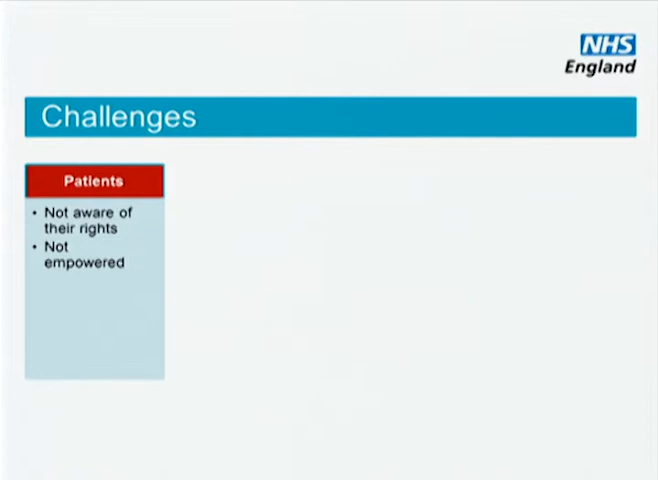 NHS
England
Challenges
Patients
• Not aware of
their rights
• Not
empowered